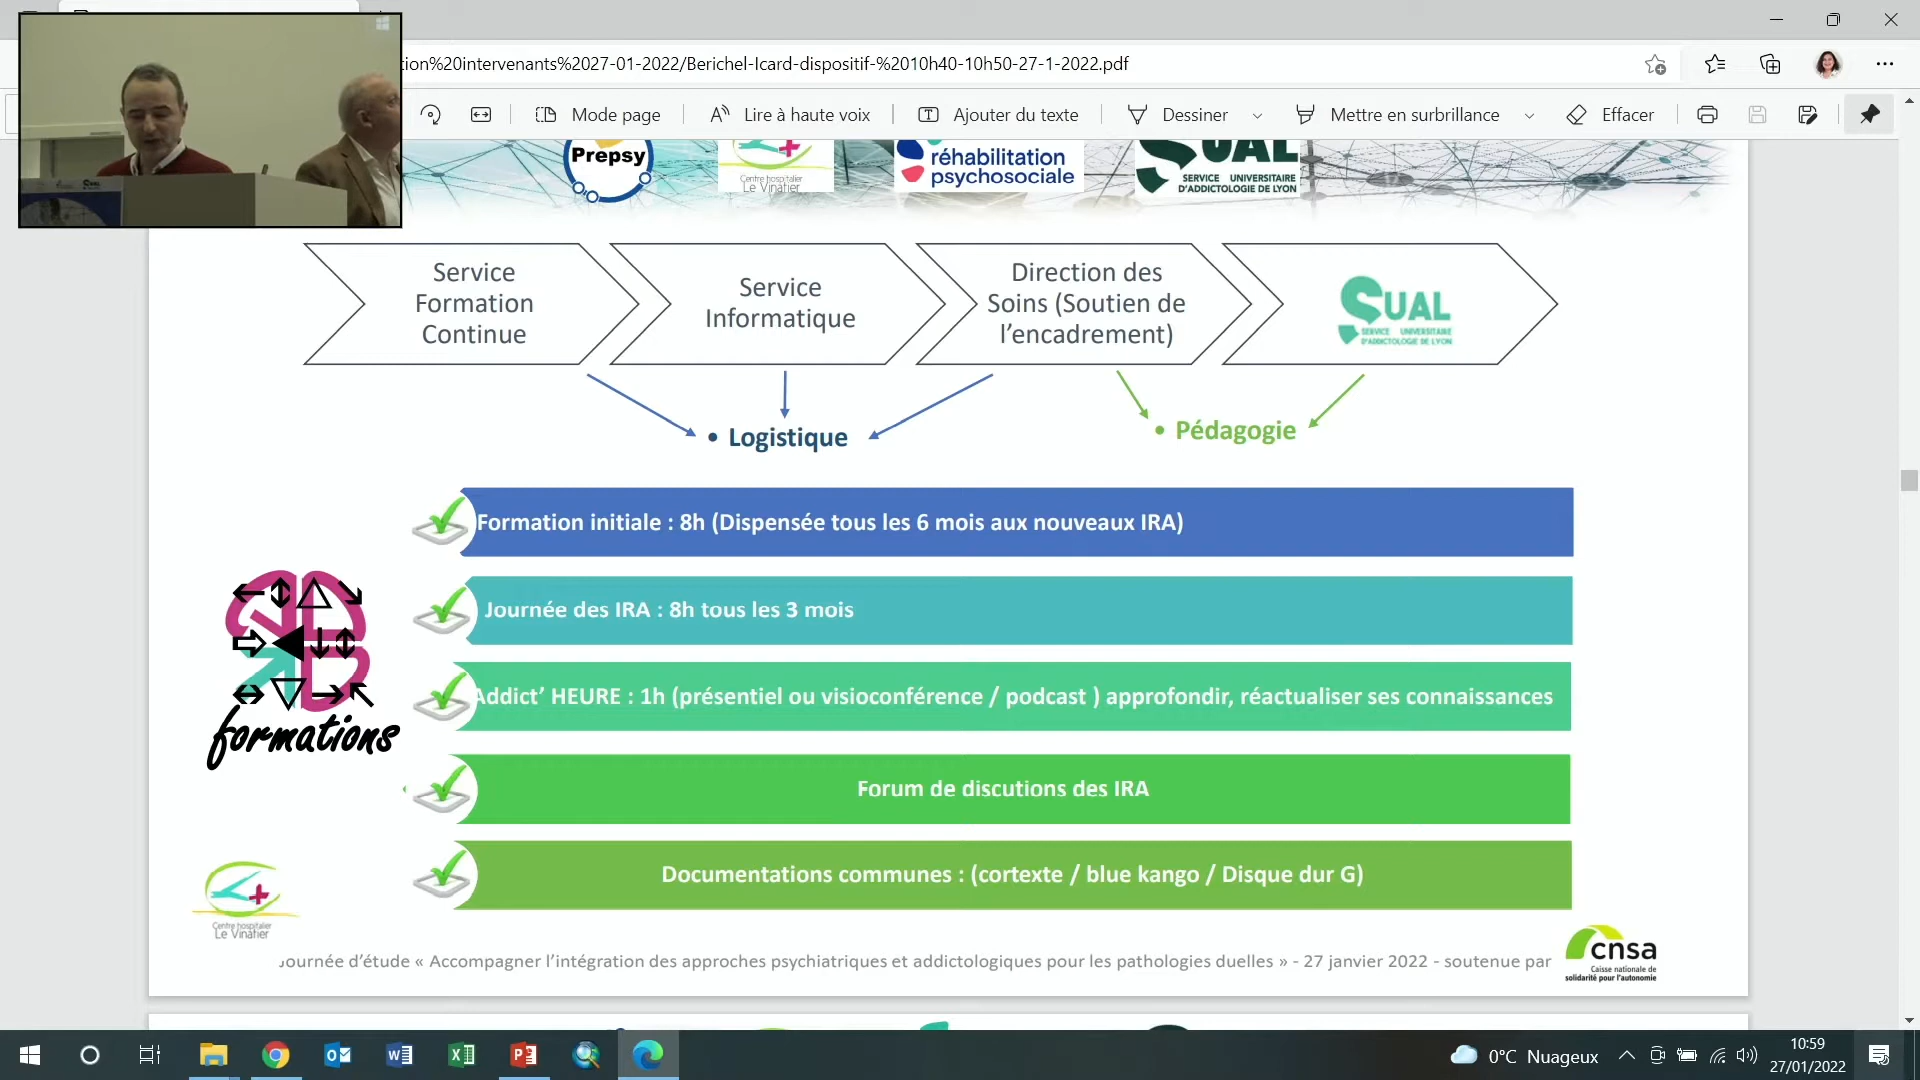 ion%20intervenants%2027-01-2022/Berichel-Icard-dispositif-%2010h40-10h50-27-1-2022.pdf
Mode page
Lire à haute voix
Ajouter du texte
Dessiner
Mettre en surbrillance
Effacer
Prepsy
Centre hospitalier
Le Vinatier
réhabilitation
psychosociale
SUAL
SERVICE UNIVERSITAIRE
D'ADDICTOLOGIE DE LYON
Service
Formation
Continue
Service
Informatique
Direction des
Soins (Soutien de
l’encadrement)
SUAL
SERVICE UNIVERSITAIRE
D'ADDICTOLOGIE DE LYON
• Logistique
• Pédagogie
Formation initiale : 8h (Dispensée tous les 6 mois aux nouveaux IRA)
Journée des IRA : 8h tous les 3 mois
Addict’ HEURE : 1h (présentiel ou visioconférence / podcast ) approfondir, réactualiser ses connaissances
Forum de discutions des IRA
Documentations communes : (cortexte / blue kango / Disque dur G)
formations
Centre hospitalier
Le Vinatier
Journée d’étude « Accompagner l’intégration des approches psychiatriques et addictologiques pour les pathologies duelles » - 27 janvier 2022 - soutenue par
cnsa
Caisse nationale de
solidarité pour l'autonomie
0°C Nuageux
10:59
27/01/2022